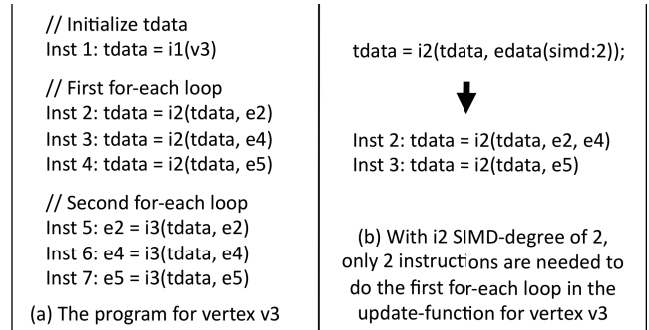 // Initialize tdata
Inst 1: tdata = i1(v3)
// First for-each loop
Inst 2: tdata = i2(tdata, e2)
Inst 3: tdata = i2(tdata, e4)
Inst 4: tdata = i2(tdata, e5)
// Second for-each loop
Inst 5: e2 = i3(tdata, e2)
Inst 6: e4 = i3(tdata, e4)
Inst 7: e5 = i3(tdata, e5)
(a) The program for vertex v3
tdata = i2(tdata, edata(simd:2));
Inst 2: tdata = i2(tdata, e2, e4)
Inst 3: tdata = i2(tdata, e5)
(b) With i2 SIMD-degree of 2,
only 2 instructions are needed to
do the first for-each loop in the
update-function for vertex v3